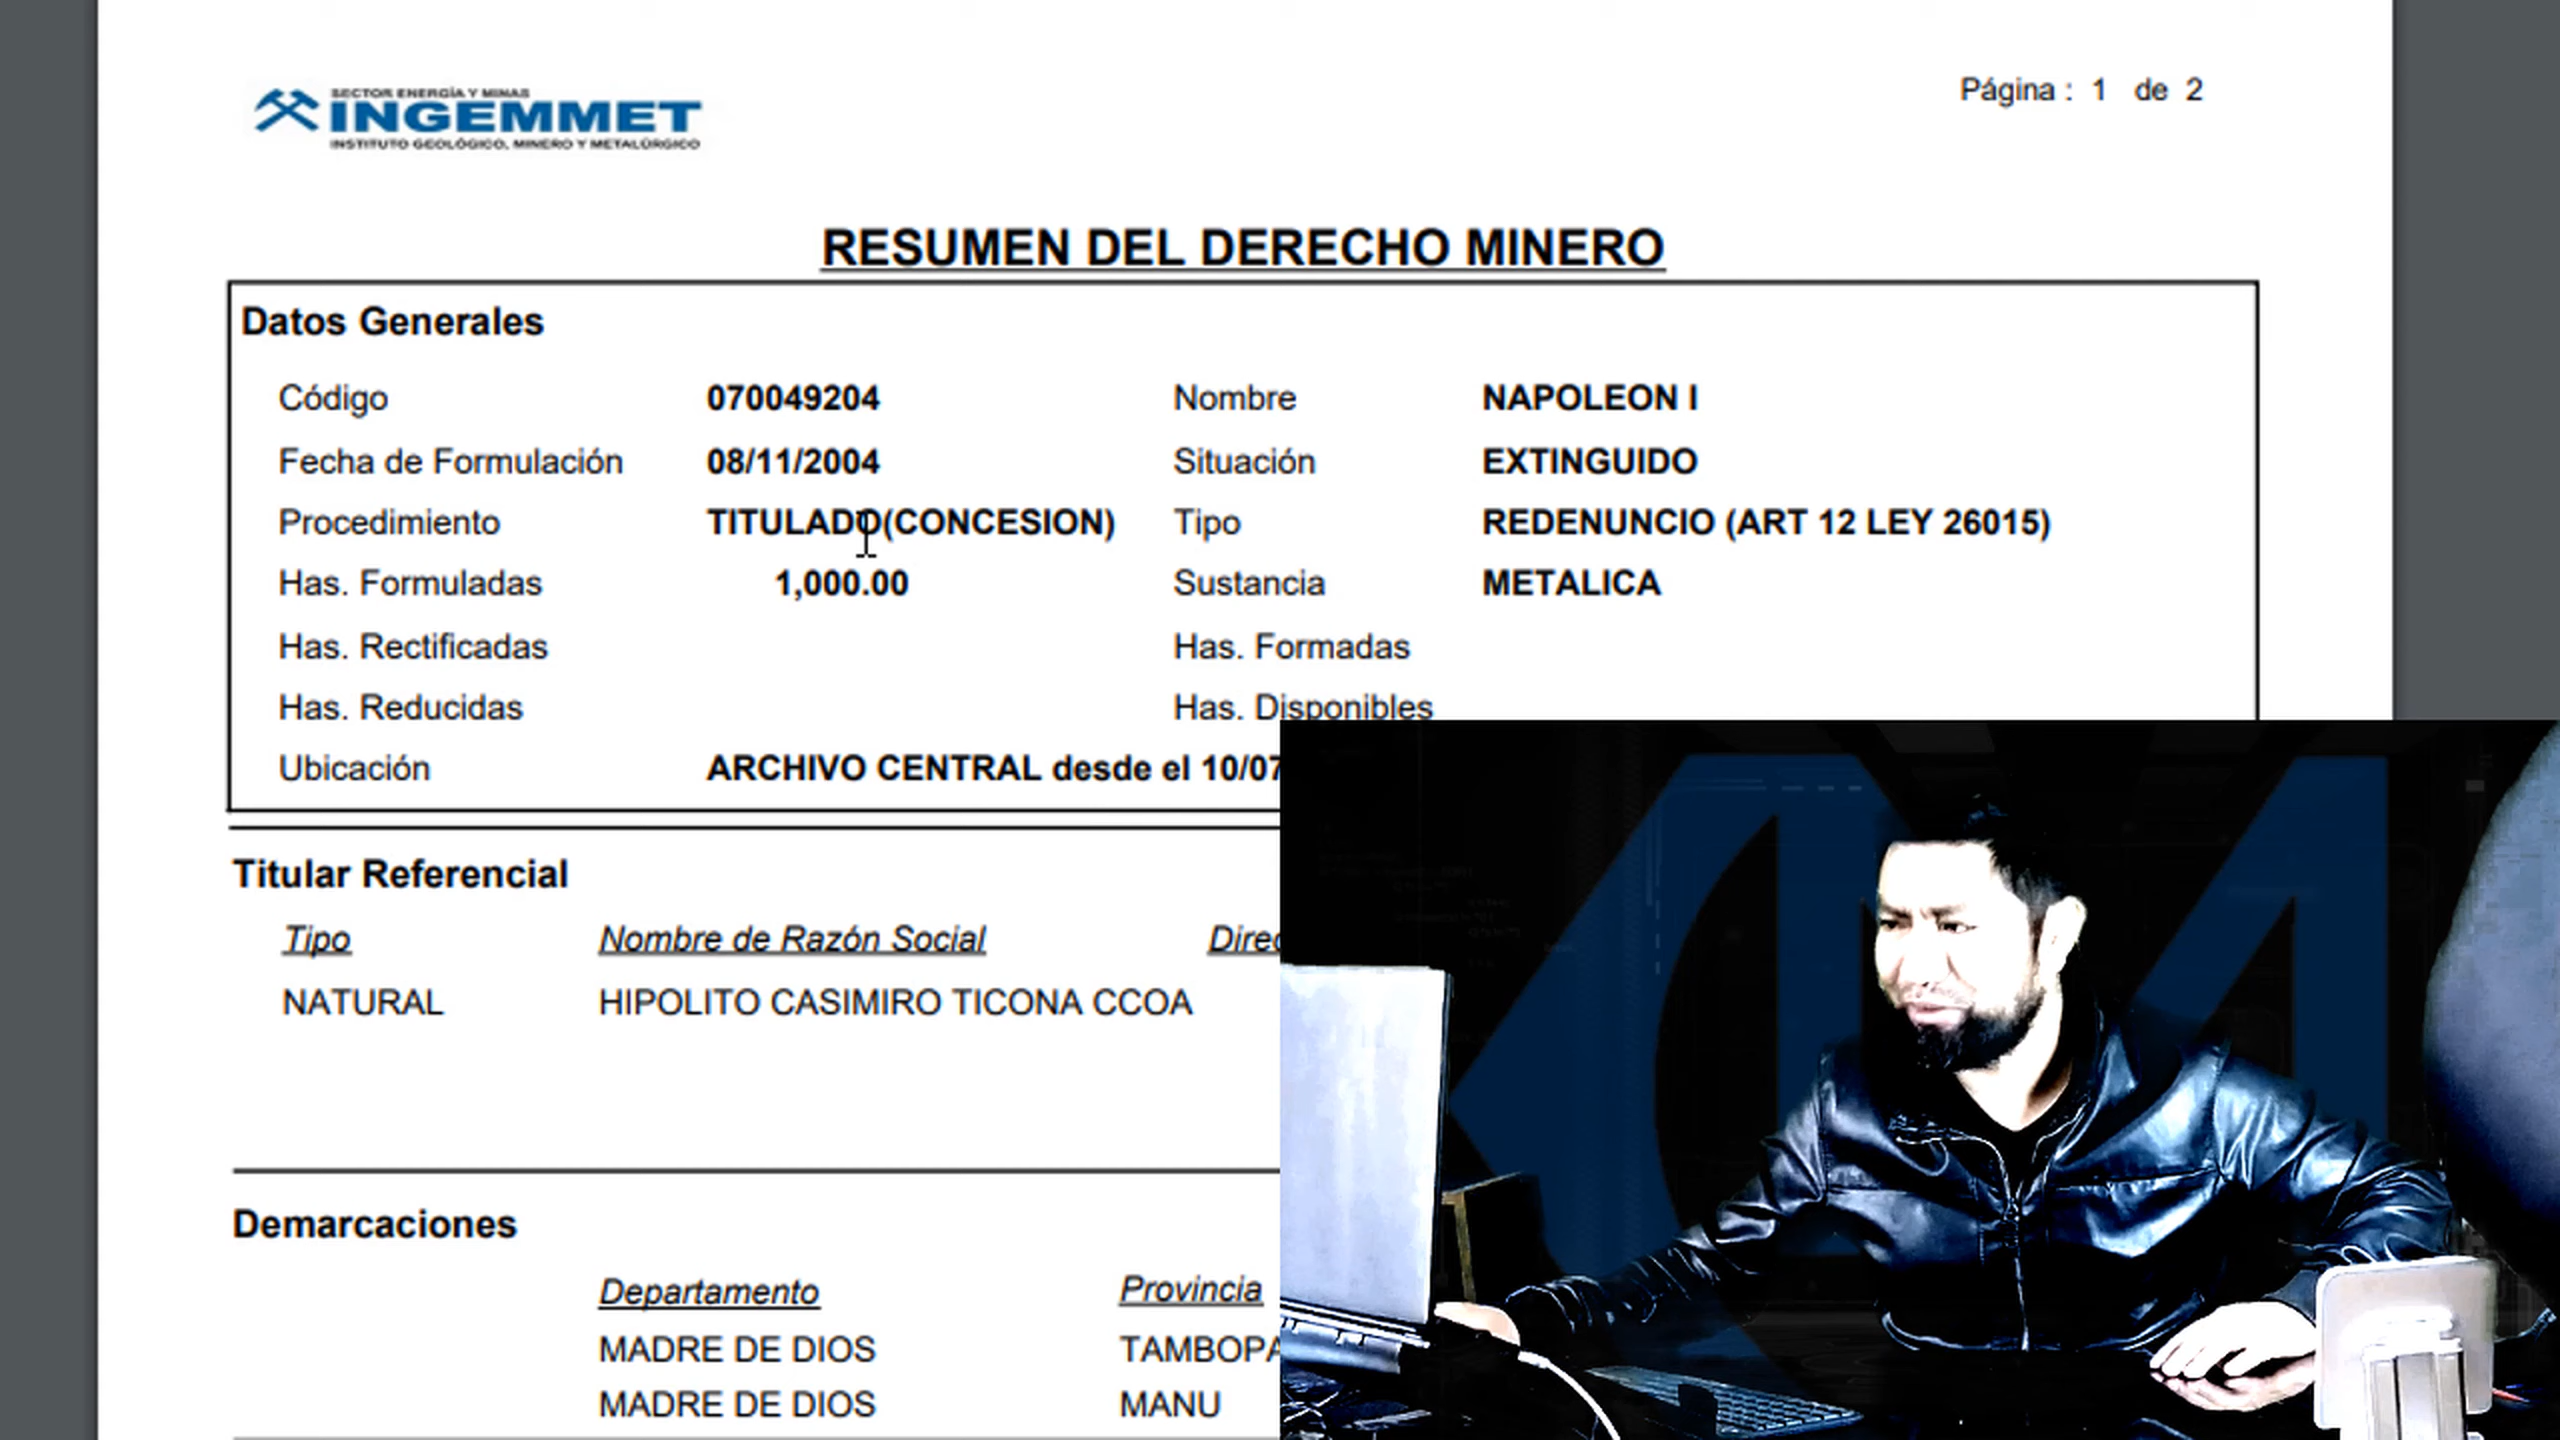 SECTOR ENERGÍA Y MINAS
INGEMMET
INSTITUTO GEOLÓGICO, MINERO Y METALÚRGICO
Página : 1 de 2
RESUMEN DEL DERECHO MINERO
Datos Generales
Código 070049204 Nombre NAPOLEON I
Fecha de Formulación 08/11/2004 Situación EXTINGUIDO
Procedimiento TITULADO(CONCESION) Tipo REDENUNCIO (ART 12 LEY 26015)
Has. Formuladas 1,000.00 Sustancia METALICA
Has. Rectificadas Has. Formadas
Has. Reducidas Has. Disponibles
Ubicación ARCHIVO CENTRAL desde el 10/07
Titular Referencial
Tipo Nombre de Razón Social Direc
NATURAL HIPOLITO CASIMIRO TICONA CCOA
Demarcaciones
Departamento Provincia
MADRE DE DIOS TAMBOPA
MADRE DE DIOS MANU